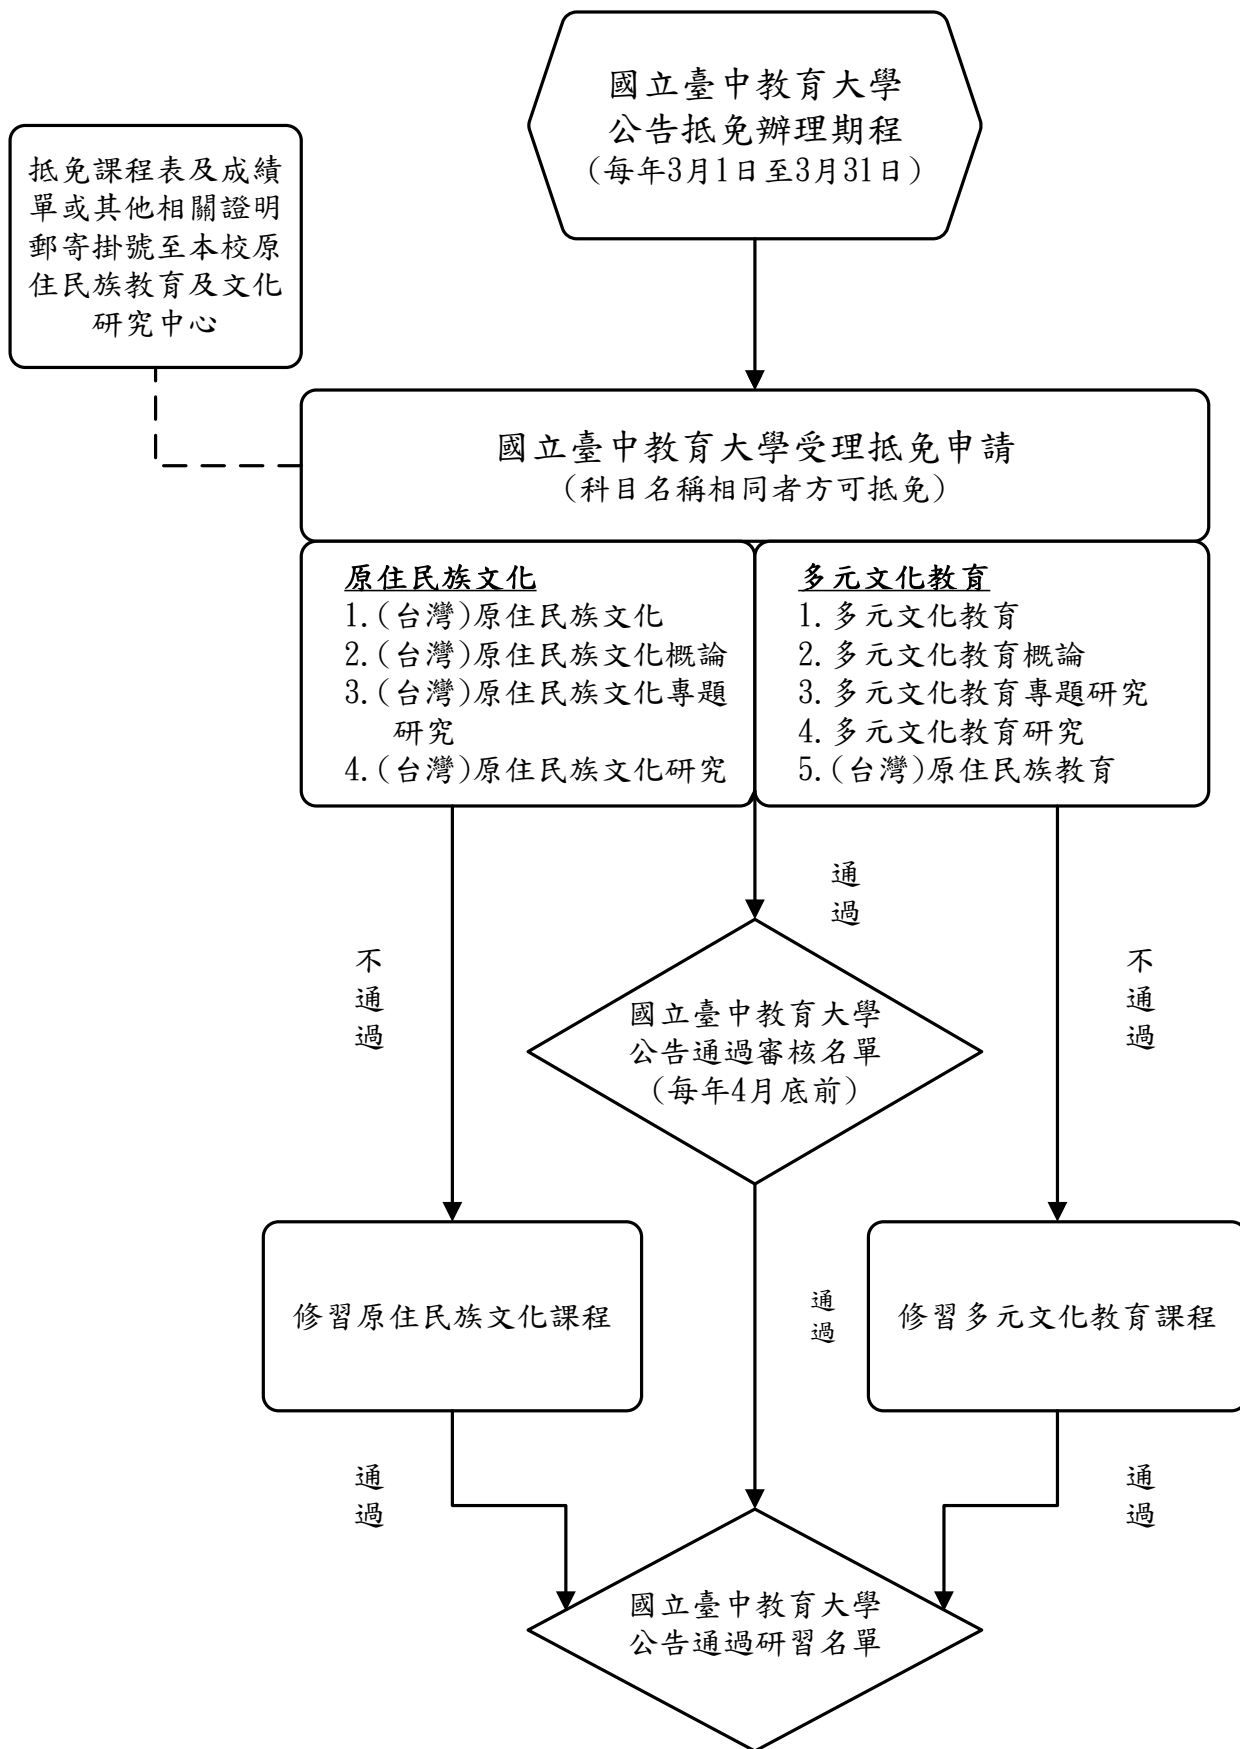 國立臺中教育大學
公告抵免辦理期程
(每年3月1日至3月31日)
抵免課程表及成績
單或其他相關證明
郵寄掛號至本校原
住民族教育及文化
研究中心
國立臺中教育大學受理抵免申請
(科目名稱相同者方可抵免)
原住民族文化
1.(台灣)原住民族文化
2.(台灣)原住民族文化概論
3.(台灣)原住民族文化專題
研究
4.(台灣)原住民族文化研究
多元文化教育
1.多元文化教育
2.多元文化教育概論
3.多元文化教育專題研究
4.多元文化教育研究
5.(台灣)原住民族教育
通過
不通過
不通過
國立臺中教育大學
公告通過審核名單
(每年4月底前)
修習原住民族文化課程
通過
修習多元文化教育課程
通過
通過
國立臺中教育大學
公告通過研習名單